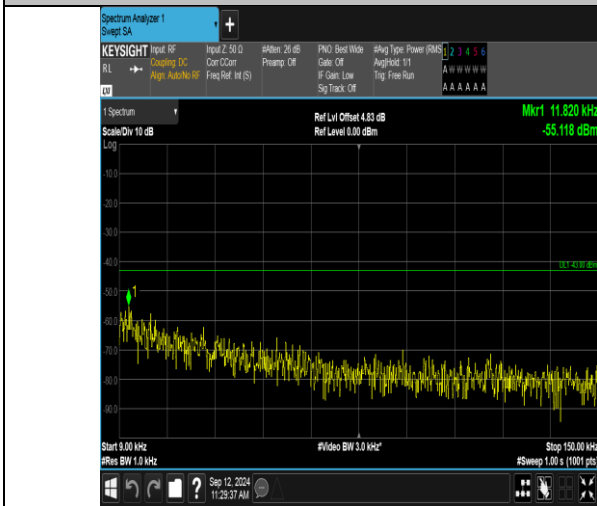 Spectrum Analyzer 1
Swept SA
+
KEYSIGHT Input: RF Input Z: 50 Ω #Atten: 26 dB PNO: Best Wide #Avg Type: Power (RMS 1 2 3 4 5 6
RL Coupling: DC Corr CCorr Preamp: Off Gate: Off Avg|Hold: 1/1 A W W W W W
Align: Auto/No RF Freq Ref: Int (S) IF Gain: Low Trig: Free Run
Sig Track: Off A A A A A A
1 Spectrum Ref Lvl Offset 4.83 dB Mkr1 11.820 kHz
Scale/Div 10 dB Ref Level 0.00 dBm -55.118 dBm
Log
-10.0
-20.0
-30.0
-40.0
DL1 -43.00 dBm
-50.0
1
-60.0
-70.0
-80.0
-90.0
Start 9.00 kHz #Video BW 3.0 kHz* Stop 150.00 kHz
#Res BW 1.0 kHz #Sweep 1.00 s (1001 pts)
? Sep 12, 2024
11:29:37 AM